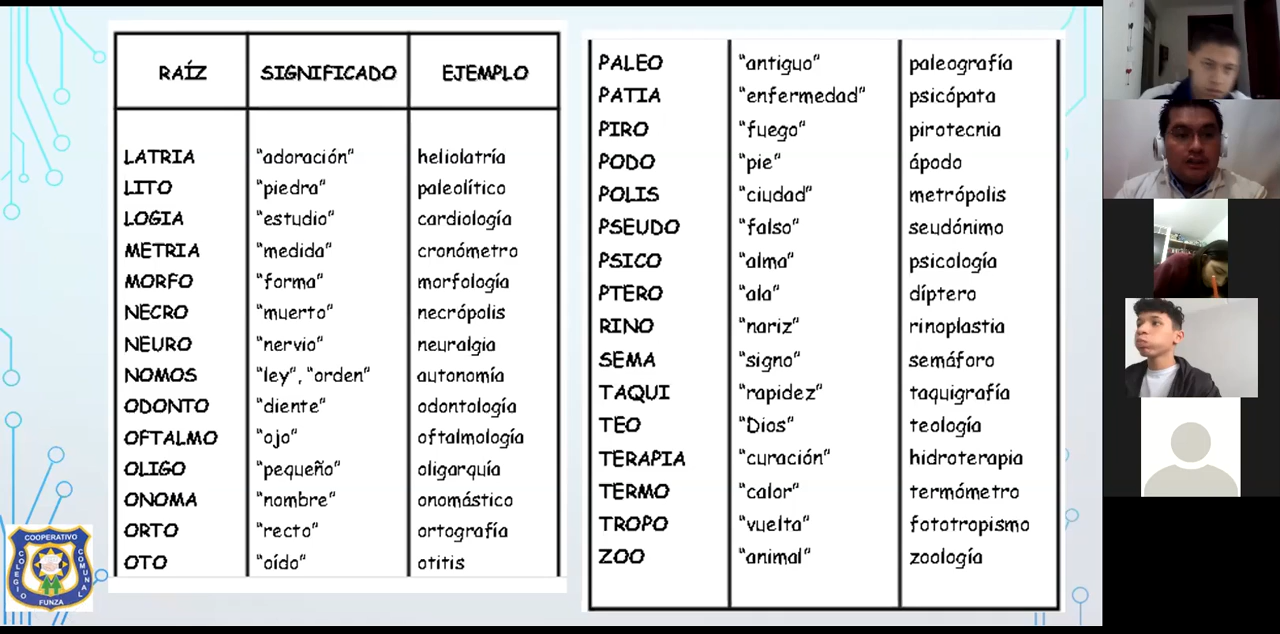 RAÍZ SIGNIFICADO EJEMPLO
LATRIA "adoración" heliolatría
LITO "piedra" paleolítico
LOGIA "estudio" cardiología
METRIA "medida" cronómetro
MORFO "forma" morfología
NECRO "muerto" necrópolis
NEURO "nervio" neuralgia
NOMOS "ley", "orden" autonomía
ODONTO "diente" odontología
OFTALMO "ojo" oftalmología
OLIGO "pequeño" oligarquía
ONOMA "nombre" onomástico
ORTO "recto" ortografía
OTO "oído" otitis
PALEO "antiguo" paleografía
PATIA "enfermedad" psicópata
PIRO "fuego" pirotecnia
PODO "pie" ápodo
POLIS "ciudad" metrópolis
PSEUDO "falso" seudónimo
PSICO "alma" psicología
PTERO "ala" díptero
RINO "nariz" rinoplastia
SEMA "signo" semáforo
TAQUI "rapidez" taquigrafía
TEO "Dios" teología
TERAPIA "curación" hidroterapia
TERMO "calor" termómetro
TROPO "vuelta" fototropismo
ZOO "animal" zoología
COOPERATIVO
COLEGIO
COMUNAL
FUNZA